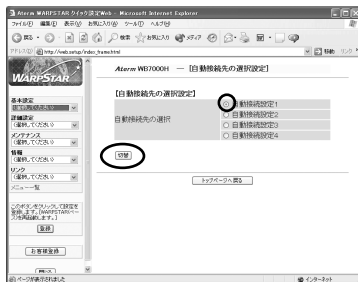 Aterm WARPSTAR クイック設定Web - Microsoft Internet Explorer
ファイル(F) 編集(E) 表示(V) お気に入り(A) ツール(T) ヘルプ(H)
戻る 検索 お気に入り メディア
アドレス(D) http://web.setup/index_frame.html 移動 リンク
WARPSTAR
基本設定
(選択してください)
詳細設定
(選択してください)
メンテナンス
(選択してください)
情報
(選択してください)
リンク
(選択してください)
メニュー一覧
このボタンをクリックして設定を
登録します。[WARPSTARベー
ス]を再起動します。]
登録
お客様登録
閉じる
Aterm WB7000H — [自動接続先の選択設定]
[自動接続先の選択設定]
自動接続先の選択
自動接続設定1
自動接続設定2
自動接続設定3
自動接続設定4
切替
トップページへ戻る
ページが表示されました
インターネット